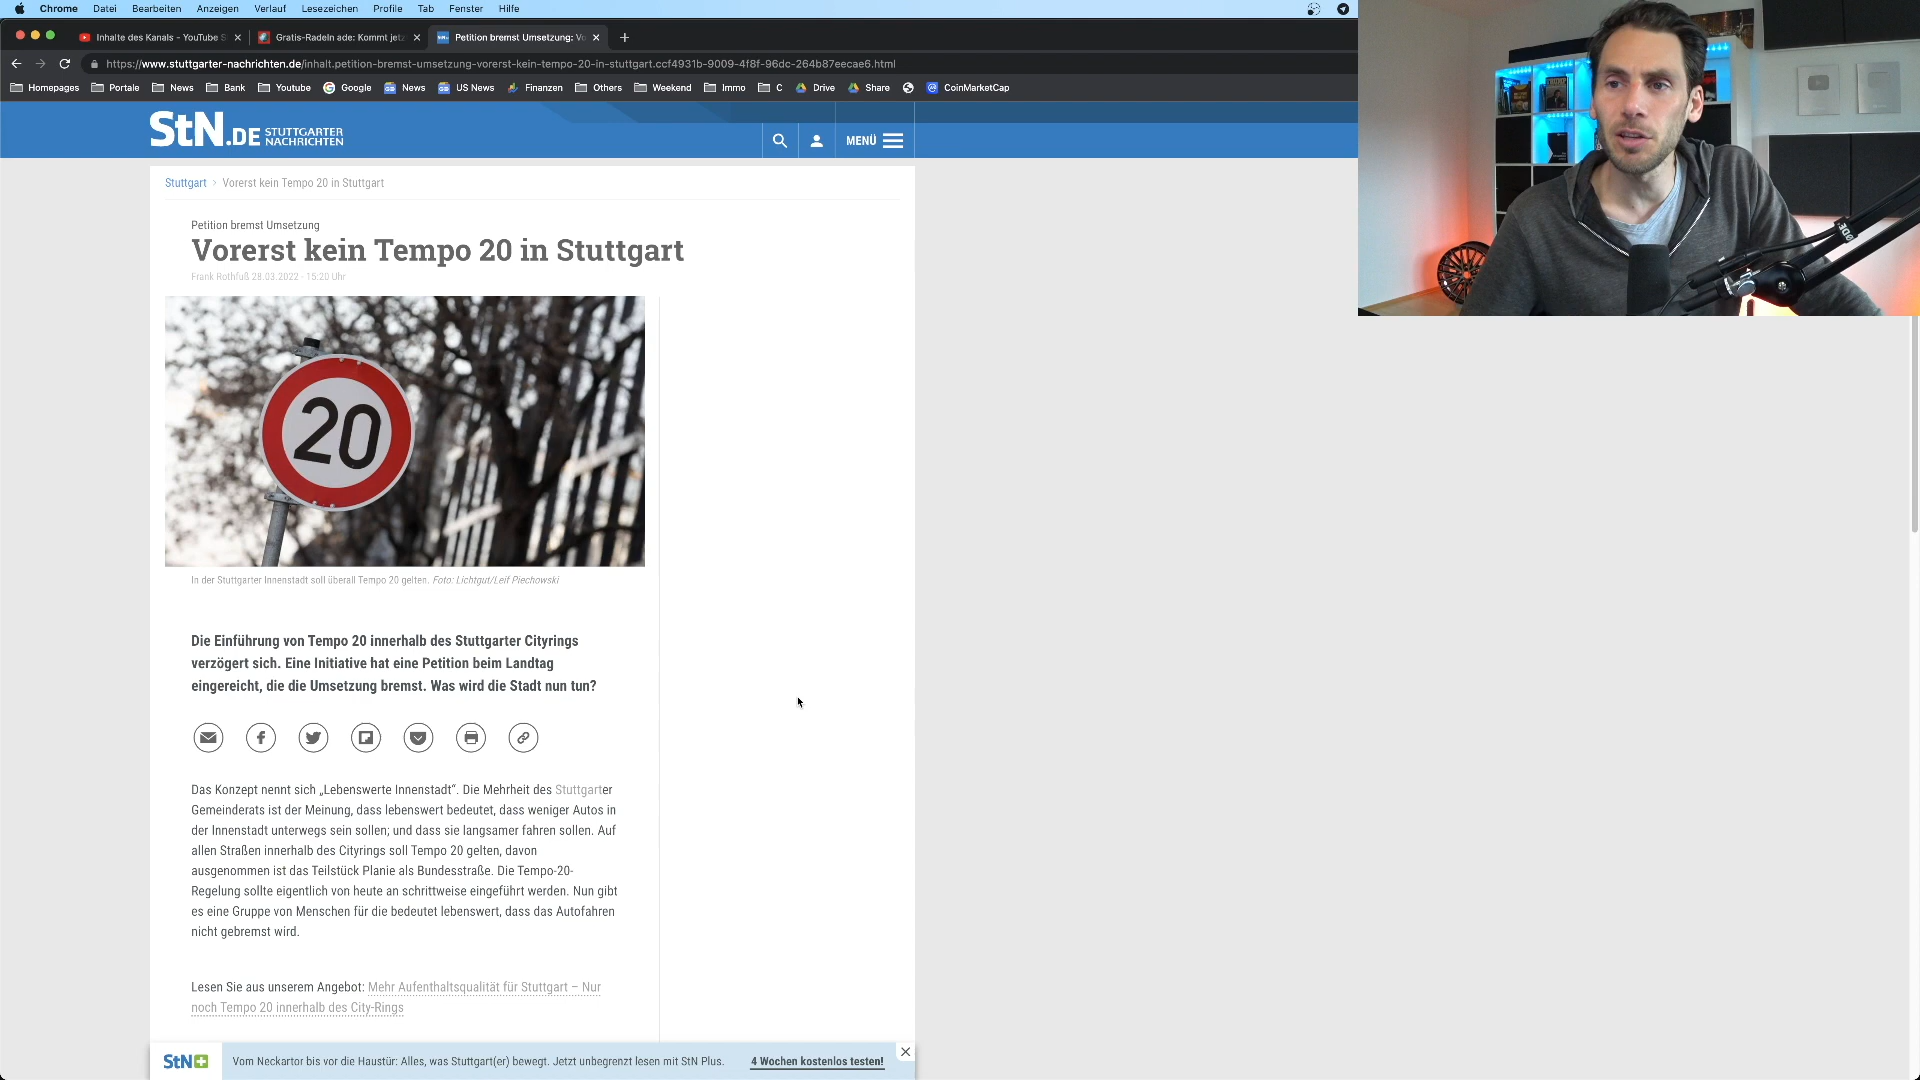 Chrome Datei Bearbeiten Anzeigen Verlauf Lesezeichen Profile Tab Fenster Hilfe
Inhalte des Kanals - YouTube S
Gratis-Radeln ade: Kommt jetz
Petition bremst Umsetzung: Vo
https://www.stuttgarter-nachrichten.de/inhalt.petition-bremst-umsetzung-vorerst-kein-tempo-20-in-stuttgart.ccf4931b-9009-4f8f-96dc-264b87eecae6.html
Homepages Portale News Bank Youtube Google News US News Finanzen Others Weekend Immo C Drive Share CoinMarketCap
StN.DE STUTTGARTER
NACHRICHTEN
MENÜ
Stuttgart > Vorerst kein Tempo 20 in Stuttgart
Petition bremst Umsetzung
Vorerst kein Tempo 20 in Stuttgart
Frank Rothfuß 28.03.2022 - 15:20 Uhr
20
In der Stuttgarter Innenstadt soll überall Tempo 20 gelten. Foto: Lichtgut/Leif Piechowski
Die Einführung von Tempo 20 innerhalb des Stuttgarter Cityrings
verzögert sich. Eine Initiative hat eine Petition beim Landtag
eingereicht, die die Umsetzung bremst. Was wird die Stadt nun tun?
Das Konzept nennt sich „Lebenswerte Innenstadt“. Die Mehrheit des Stuttgarter
Gemeinderats ist der Meinung, dass lebenswert bedeutet, dass weniger Autos in
der Innenstadt unterwegs sein sollen; und dass sie langsamer fahren sollen. Auf
allen Straßen innerhalb des Cityrings soll Tempo 20 gelten, davon
ausgenommen ist das Teilstück Planie als Bundesstraße. Die Tempo-20-
Regelung sollte eigentlich von heute an schrittweise eingeführt werden. Nun gibt
es eine Gruppe von Menschen für die bedeutet lebenswert, dass das Autofahren
nicht gebremst wird.
Lesen Sie aus unserem Angebot: Mehr Aufenthaltsqualität für Stuttgart – Nur
noch Tempo 20 innerhalb des City-Rings
StN+ Vom Neckartor bis vor die Haustür: Alles, was Stuttgart(er) bewegt. Jetzt unbegrenzt lesen mit StN Plus. 4 Wochen kostenlos testen!